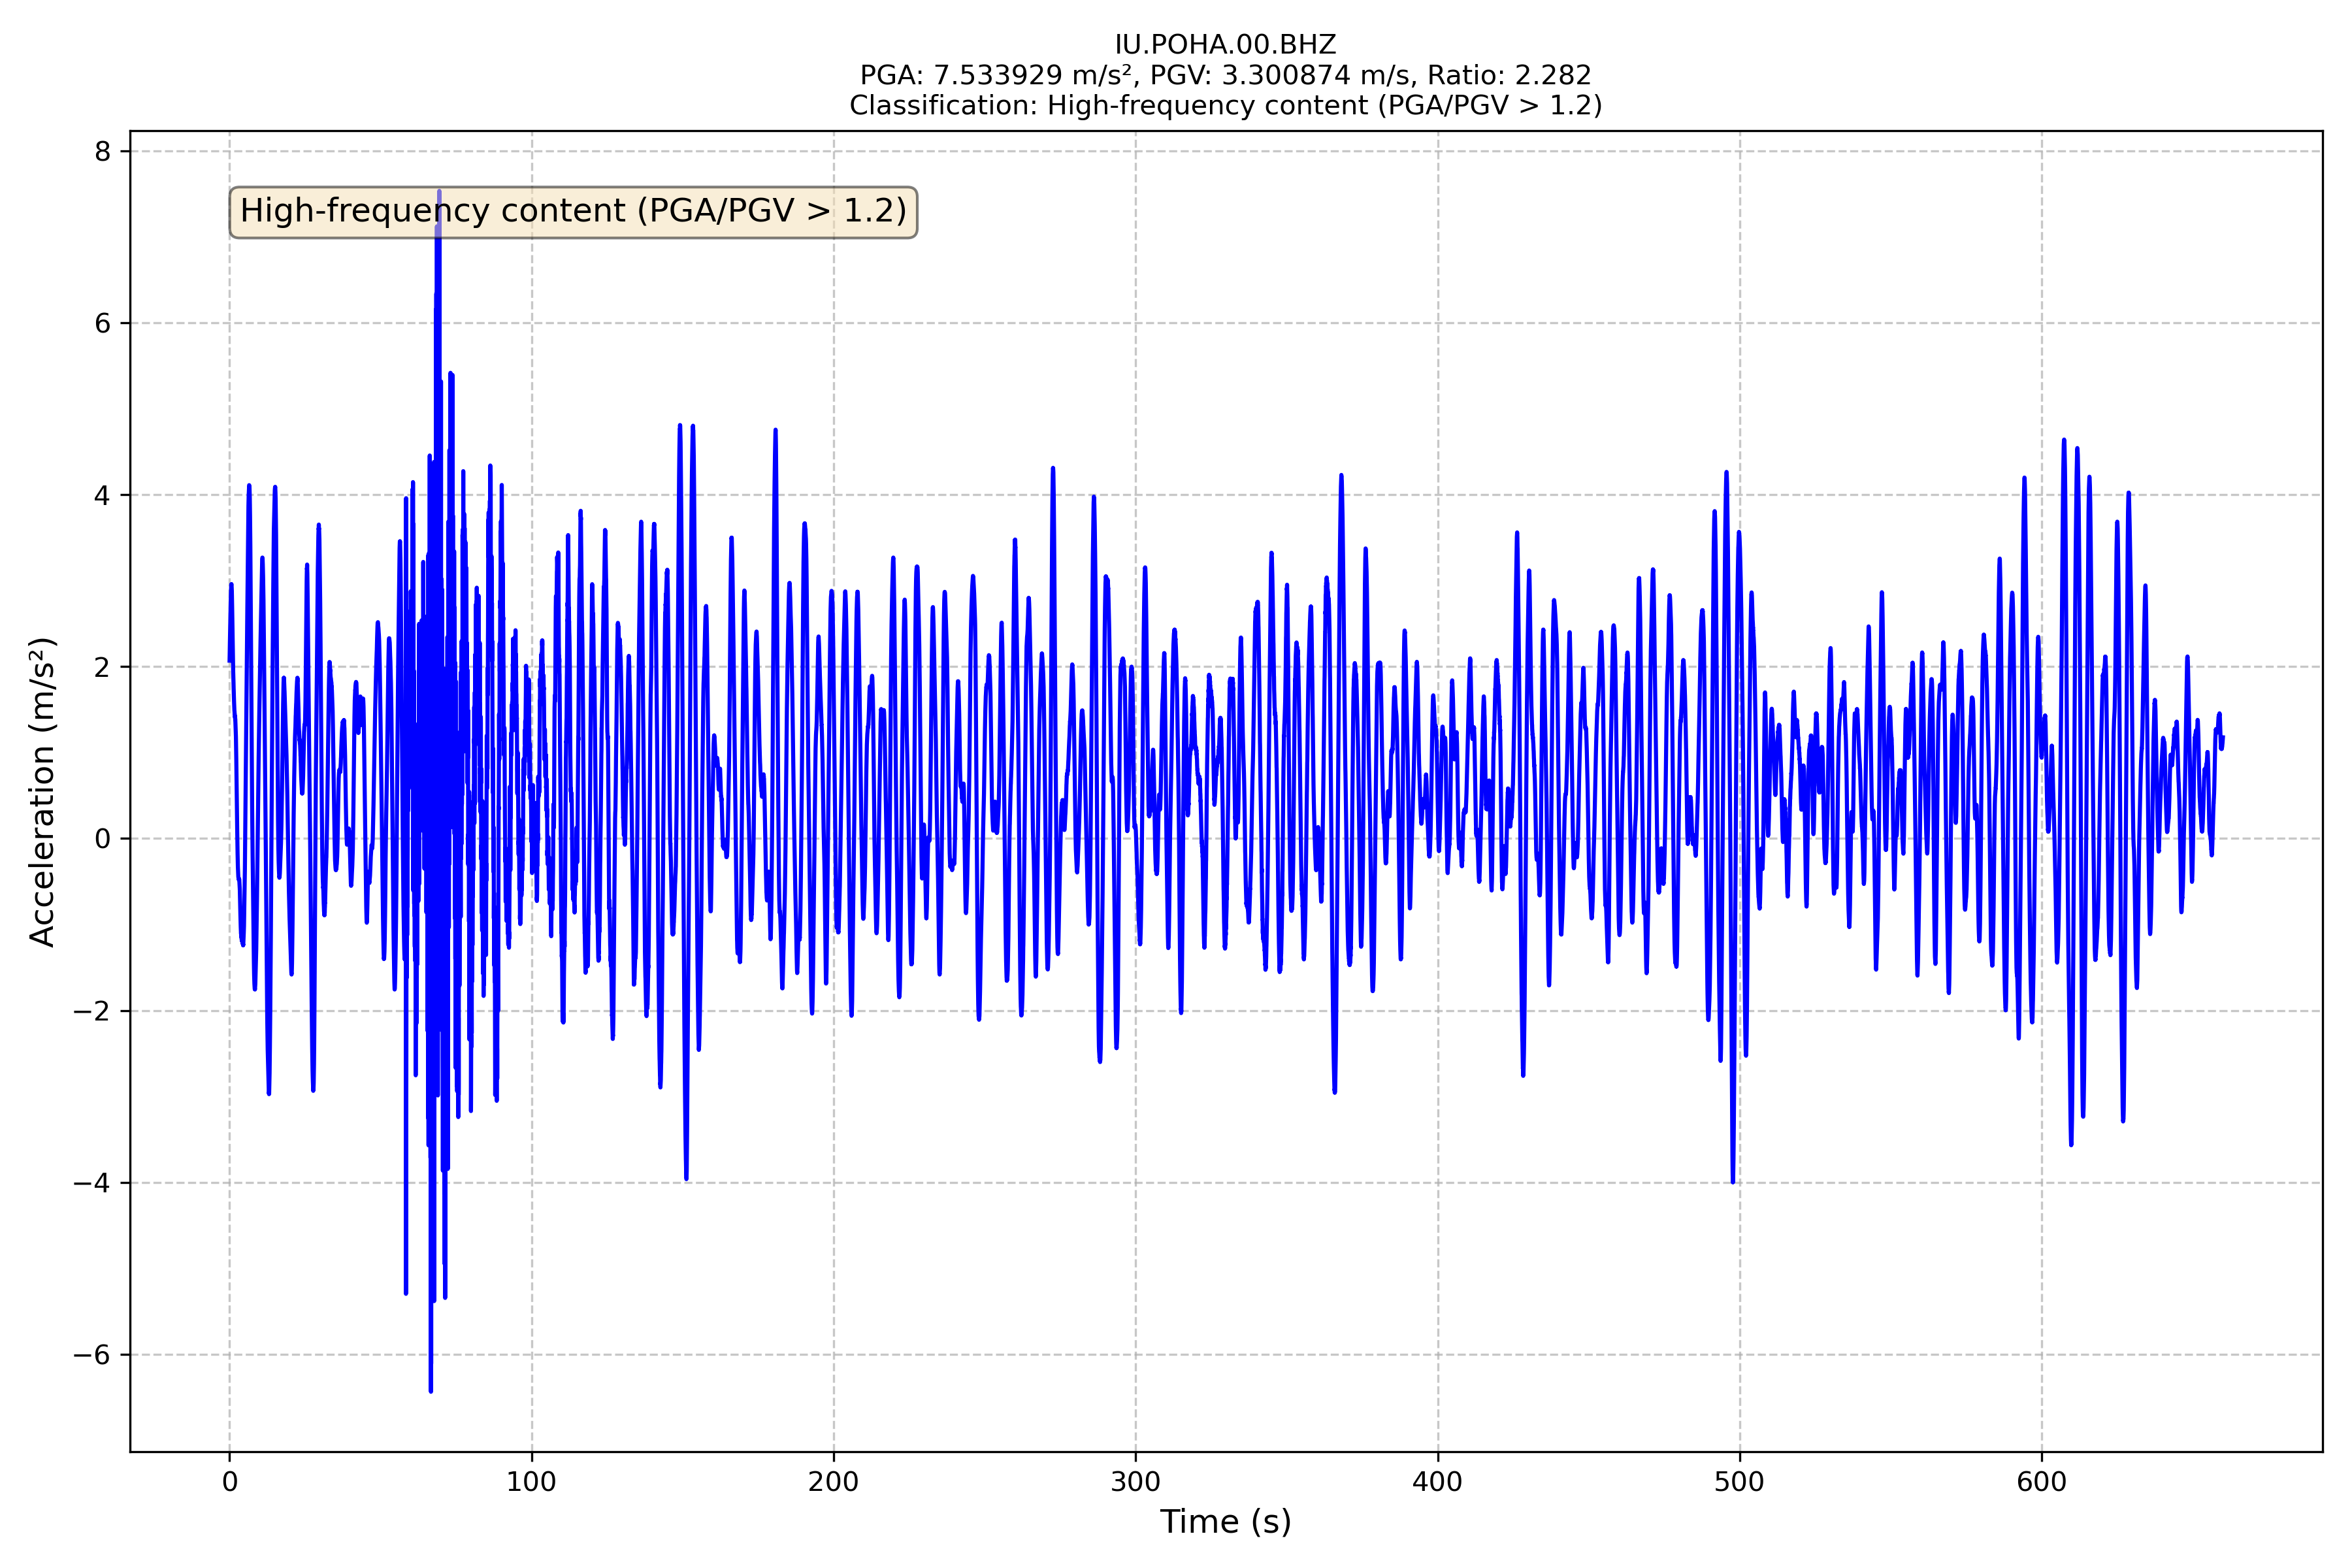 IU.POHA.00.BHZ
PGA: 7.533929 m/s², PGV: 3.300874 m/s, Ratio: 2.282
Classification: High-frequency content (PGA/PGV > 1.2)
High-frequency content (PGA/PGV > 1.2)
8
6
4
2
0
−2
−4
−6
Acceleration (m/s²)
0 100 200 300 400 500 600
Time (s)